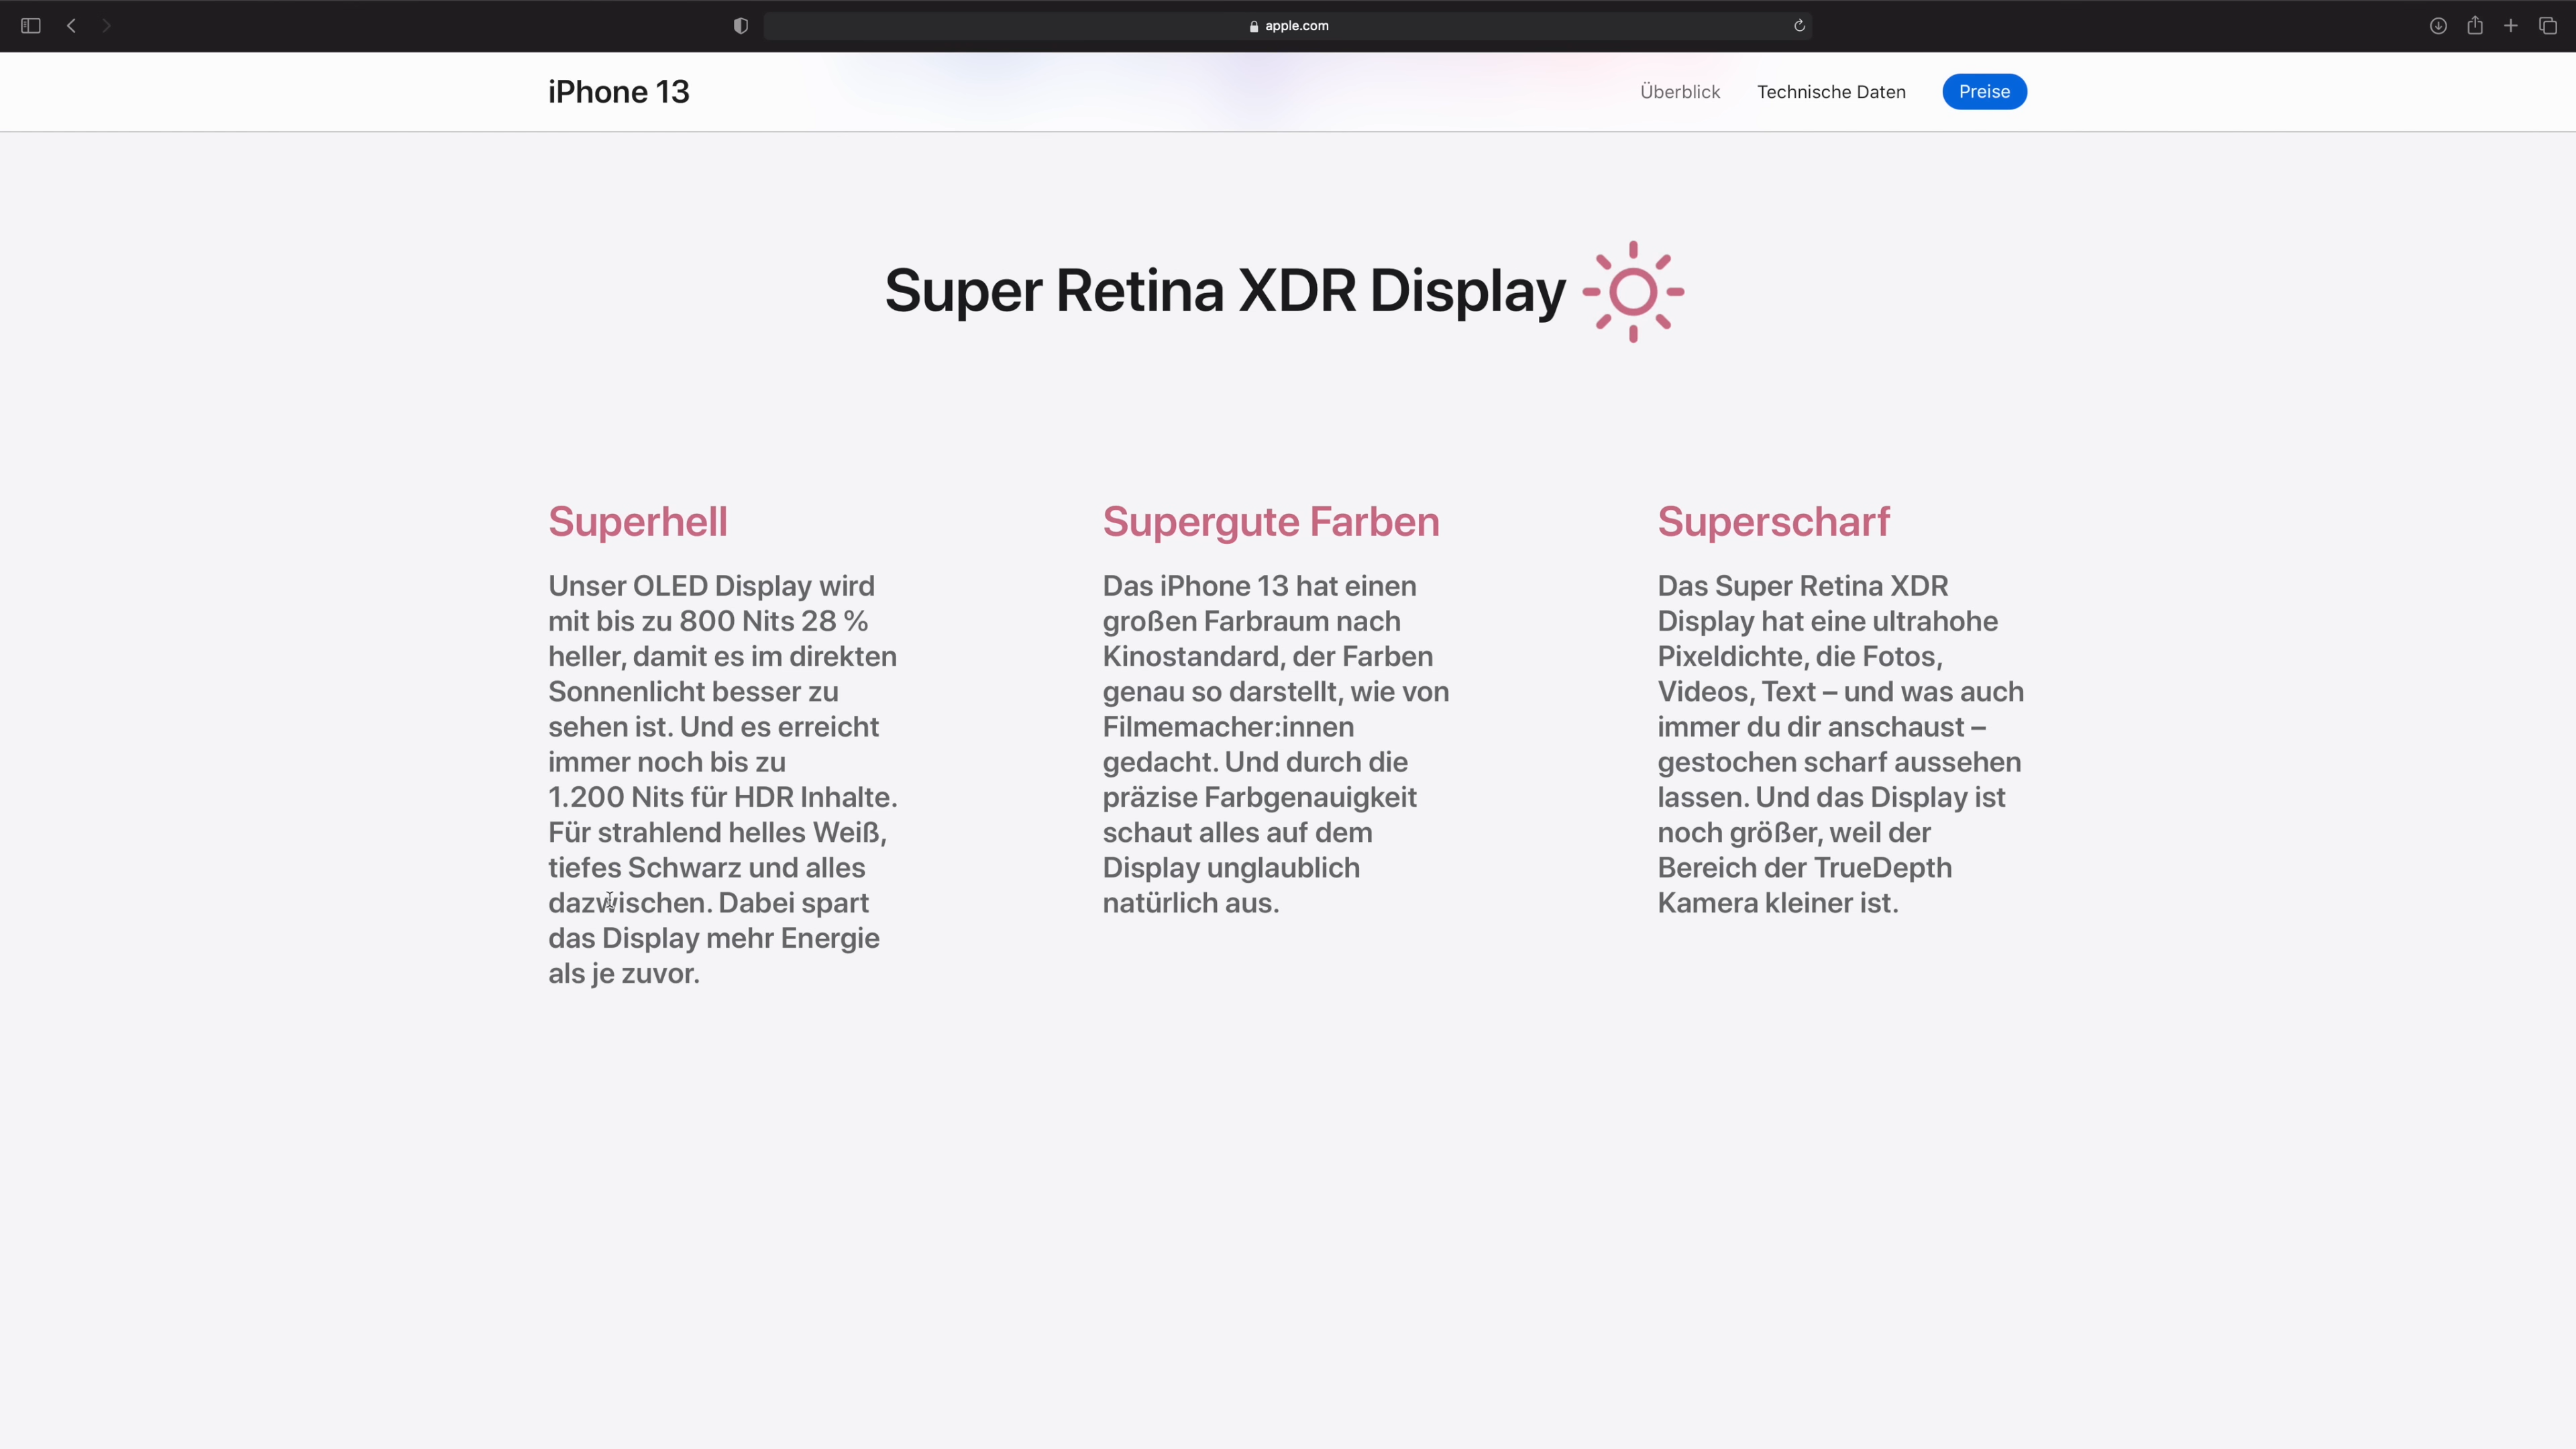 apple.com
iPhone 13
Überblick
Technische Daten
Preise
Super Retina XDR Display
Superhell
Unser OLED Display wird
mit bis zu 800 Nits 28 %
heller, damit es im direkten
Sonnenlicht besser zu
sehen ist. Und es erreicht
immer noch bis zu
1.200 Nits für HDR Inhalte.
Für strahlend helles Weiß,
tiefes Schwarz und alles
dazwischen. Dabei spart
das Display mehr Energie
als je zuvor.
Supergute Farben
Das iPhone 13 hat einen
großen Farbraum nach
Kinostandard, der Farben
genau so darstellt, wie von
Filmemacher:innen
gedacht. Und durch die
präzise Farbgenauigkeit
schaut alles auf dem
Display unglaublich
natürlich aus.
Superscharf
Das Super Retina XDR
Display hat eine ultrahohe
Pixeldichte, die Fotos,
Videos, Text – und was auch
immer du dir anschaust –
gestochen scharf aussehen
lassen. Und das Display ist
noch größer, weil der
Bereich der TrueDepth
Kamera kleiner ist.